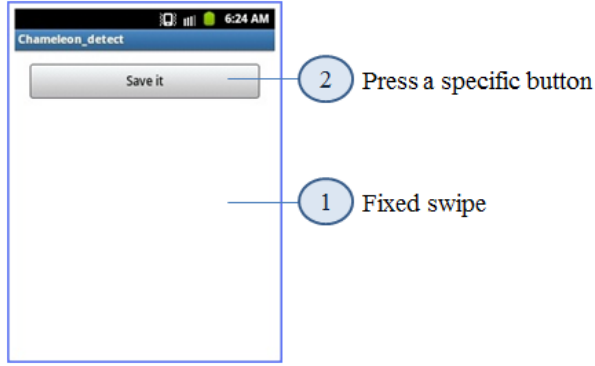 6:24 AM
Chameleon_detect
Save it
2 Press a specific button
1 Fixed swipe